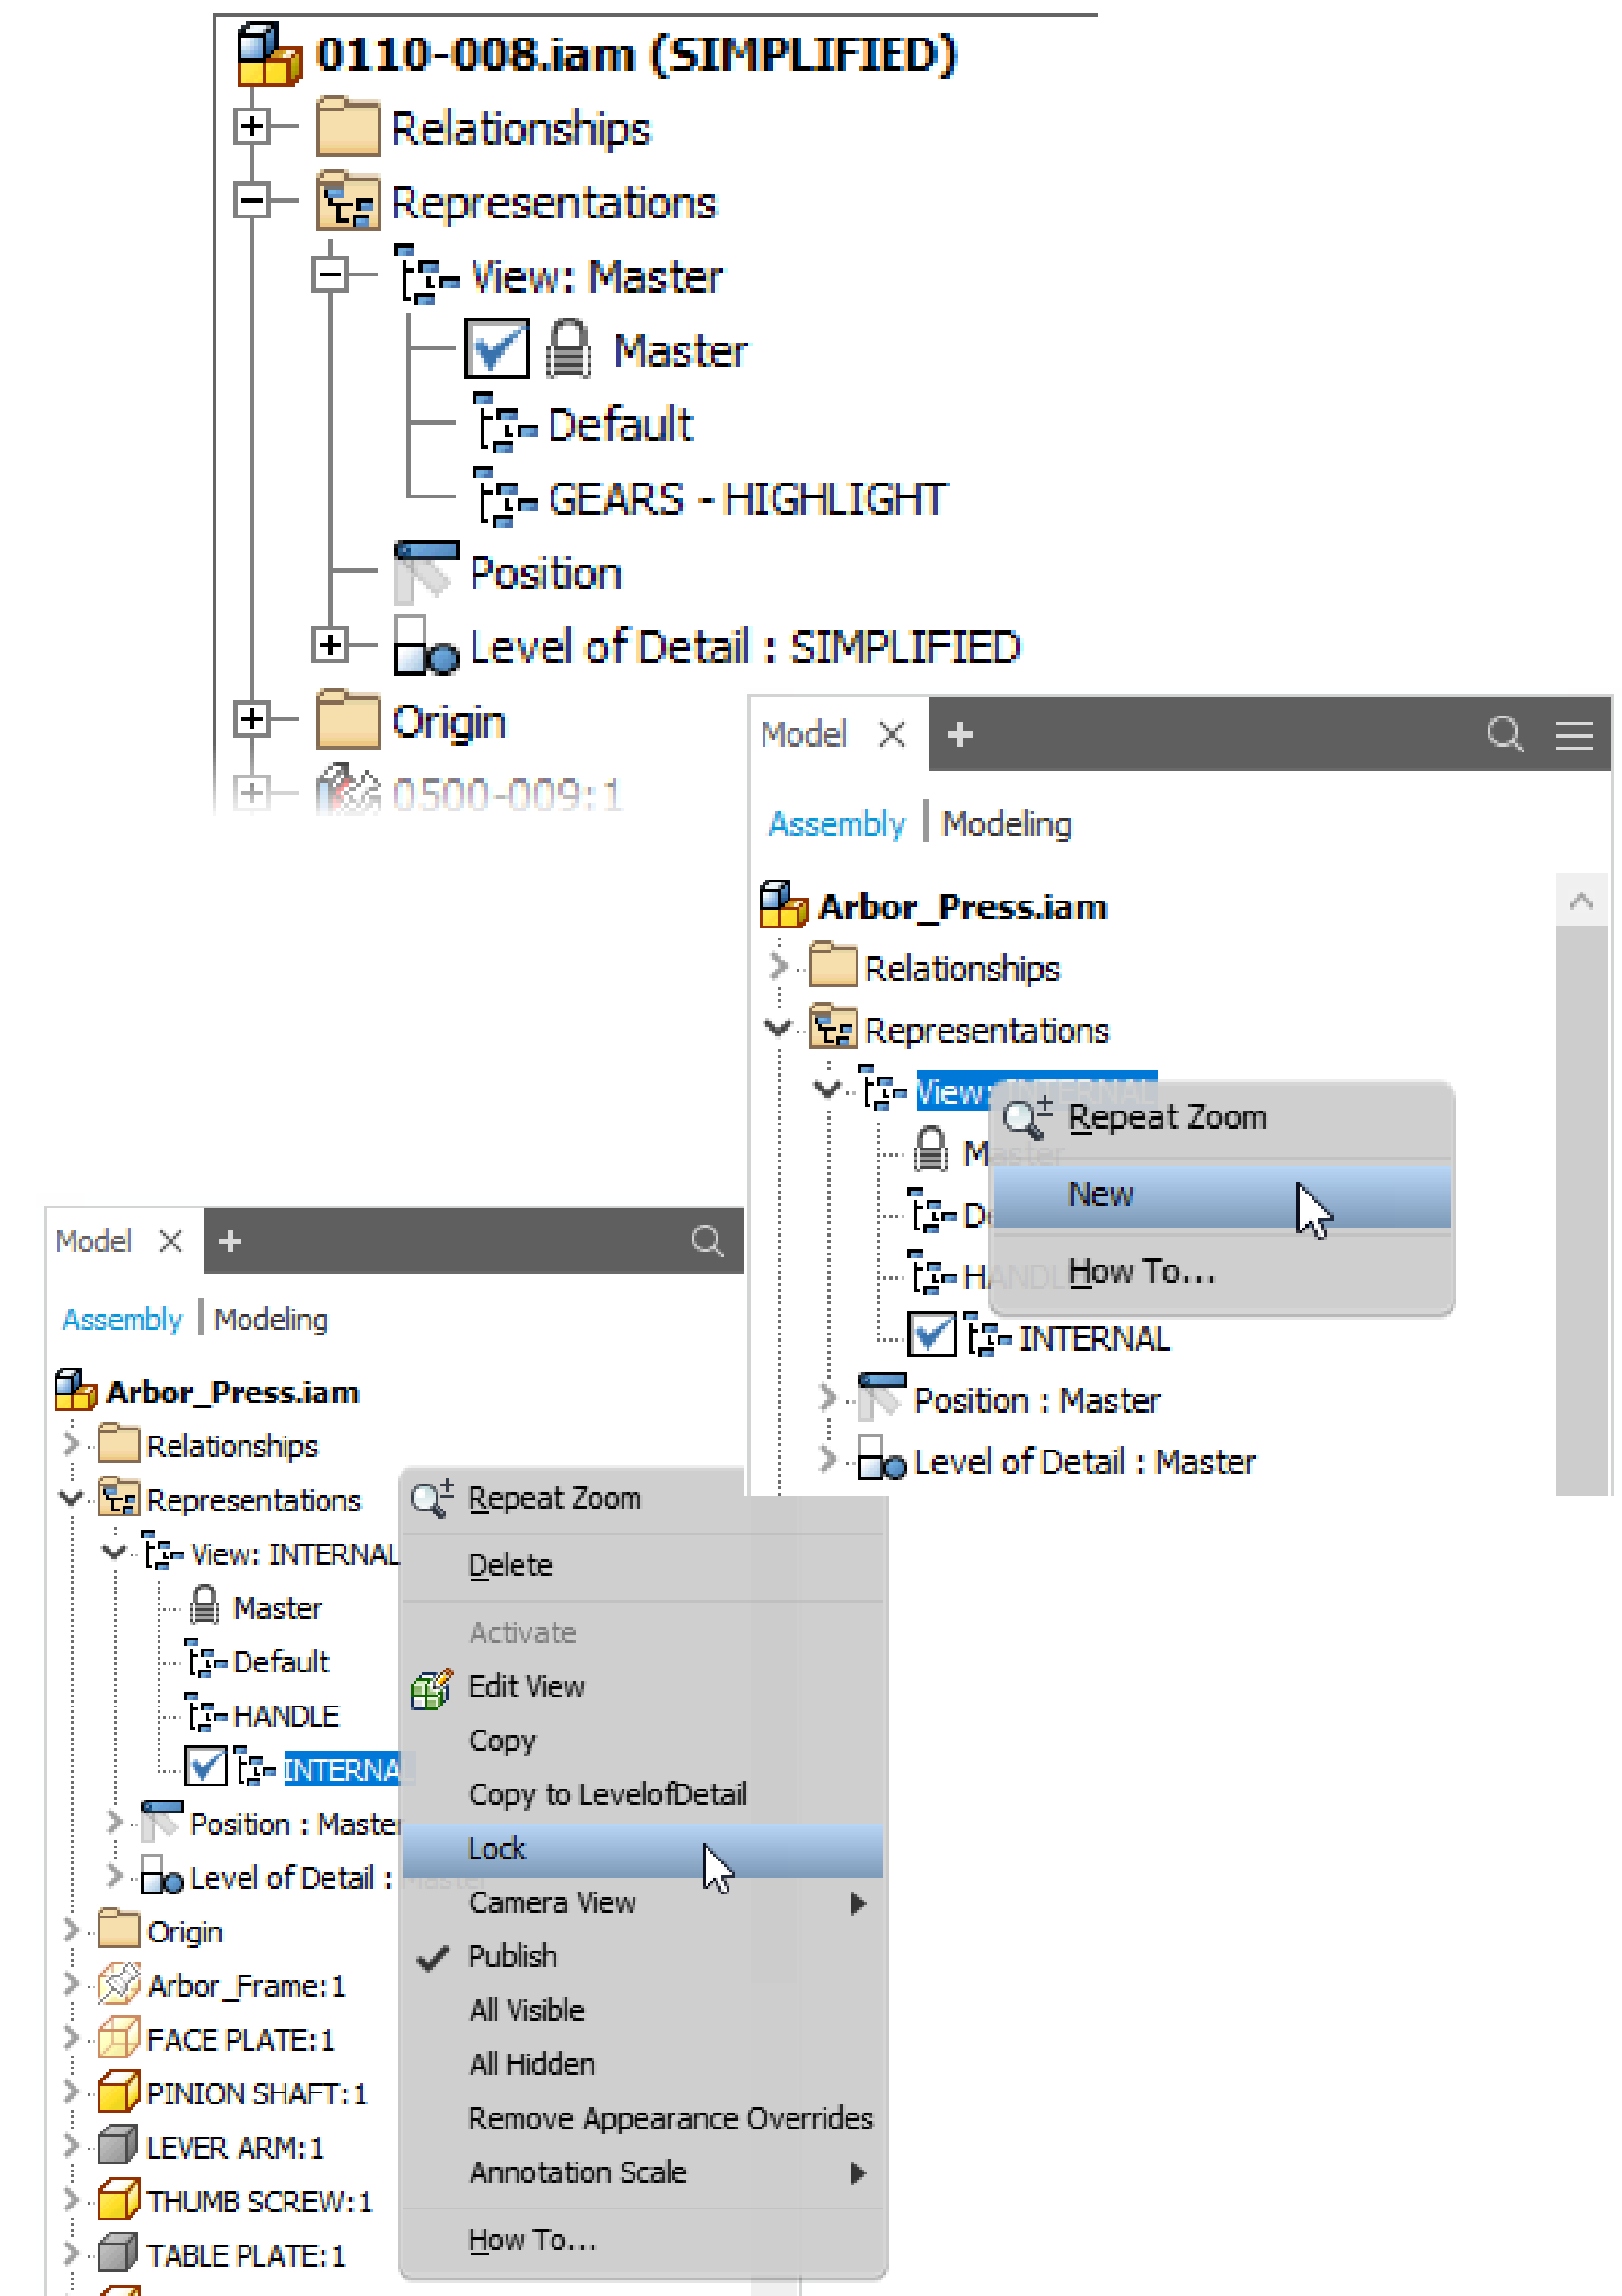 0110-008.iam (SIMPLIFIED)
Relationships
Representations
View: Master
Master
Default
GEARS - HIGHLIGHT
Position
Level of Detail : SIMPLIFIED
Origin
0500-009:1
Model
Assembly | Modeling
Arbor_Press.iam
Relationships
Representations
View: INTERNAL
Master
HANDL
INTERNAL
Position : Master
Level of Detail : Master
Repeat Zoom
New
How To...
Model
Assembly | Modeling
Arbor_Press.iam
Relationships
Representations
View: INTERNAL
Master
Default
HANDLE
INTERNA
Position : Master
Level of Detail : Master
Origin
Arbor_Frame:1
FACE PLATE:1
PINION SHAFT:1
LEVER ARM:1
THUMB SCREW:1
TABLE PLATE:1
Repeat Zoom
Delete
Activate
Edit View
Copy
Copy to LevelofDetail
Lock
Camera View
Publish
All Visible
All Hidden
Remove Appearance Overrides
Annotation Scale
How To...